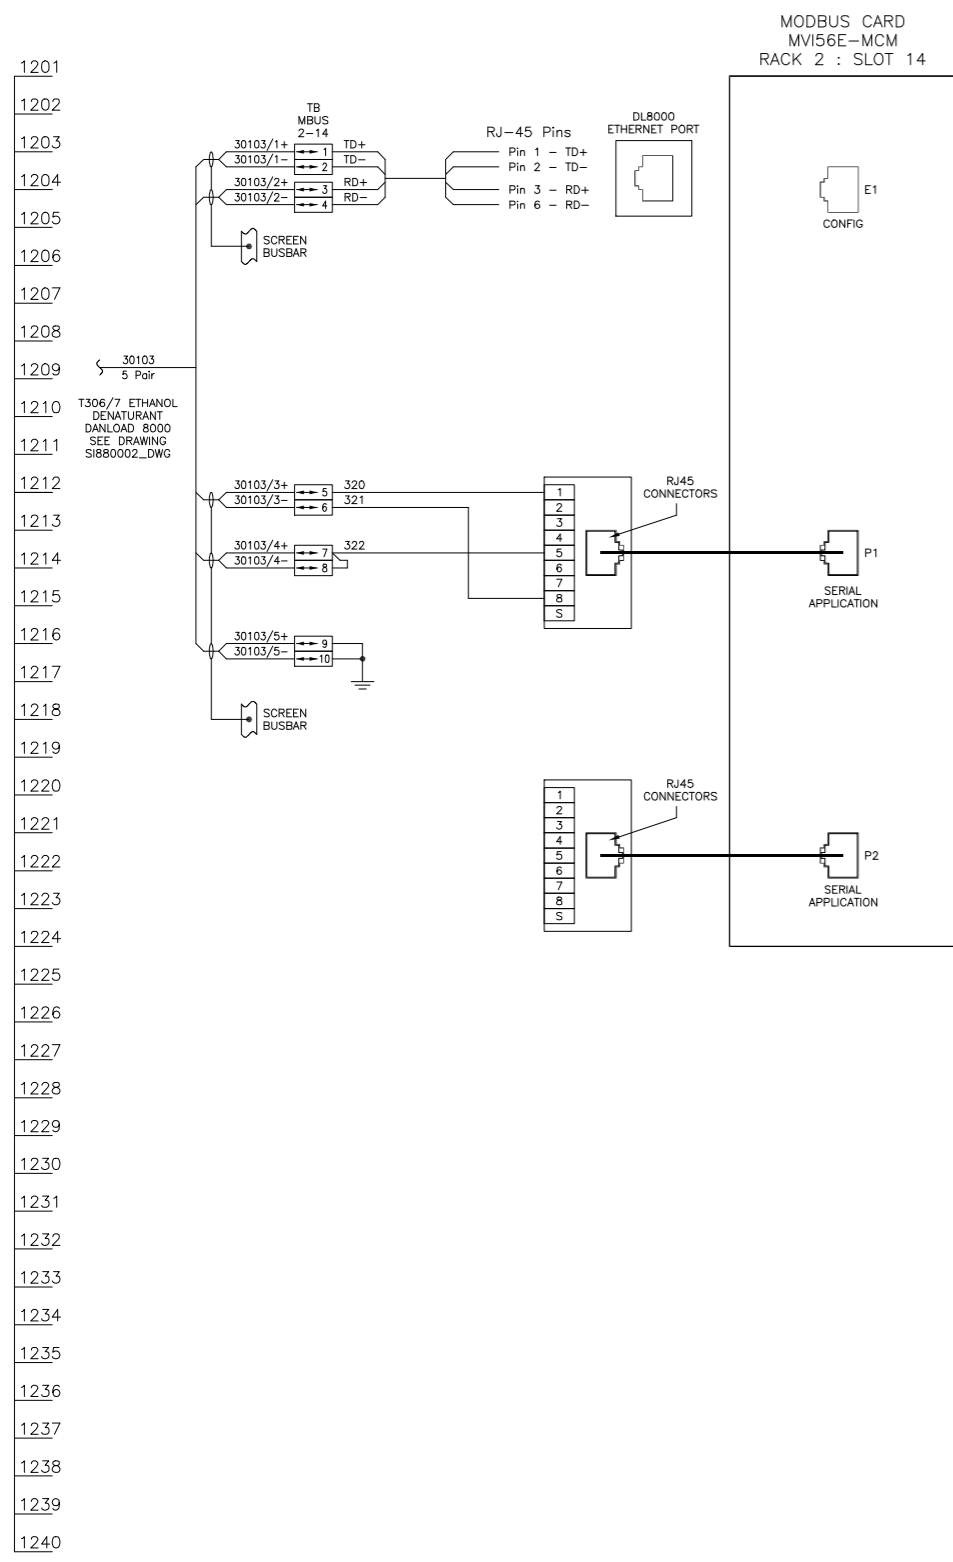 MODBUS CARD
MVI56E-MCM
RACK 2 : SLOT 14
1201
1202
1203
1204
1205
1206
1207
1208
1209
1210
1211
1212
1213
1214
1215
1216
1217
1218
1219
1220
1221
1222
1223
1224
1225
1226
1227
1228
1229
1230
1231
1232
1233
1234
1235
1236
1237
1238
1239
1240
TB
MBUS
2-14
30103/1+ 1 TD+
30103/1- 2 TD-
30103/2+ 3 RD+
30103/2- 4 RD-
RJ-45 Pins
Pin 1 - TD+
Pin 2 - TD-
Pin 3 - RD+
Pin 6 - RD-
DL8000
ETHERNET PORT
E1
CONFIG
SCREEN
BUSBAR
30103
5 Pair
T306/7 ETHANOL
DENATURANT
DANLOAD 8000
SEE DRAWING
SI880002_DWG
30103/3+ 5 320
30103/3- 6 321
30103/4+ 7 322
30103/4- 8
30103/5+ 9
30103/5- 10
SCREEN
BUSBAR
1
2
3
4
5
6
7
8
S
RJ45
CONNECTORS
P1
SERIAL
APPLICATION
1
2
3
4
5
6
7
8
S
RJ45
CONNECTORS
P2
SERIAL
APPLICATION